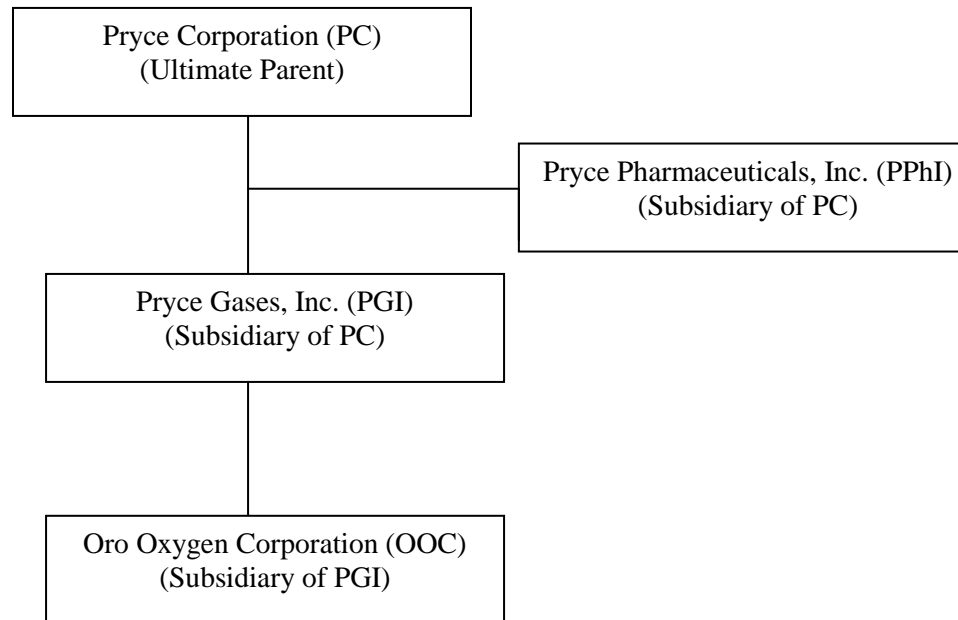 Pryce Corporation (PC)
(Ultimate Parent)
Pryce Pharmaceuticals, Inc. (PPhI)
(Subsidiary of PC)
Pryce Gases, Inc. (PGI)
(Subsidiary of PC)
Oro Oxygen Corporation (OOC)
(Subsidiary of PGI)